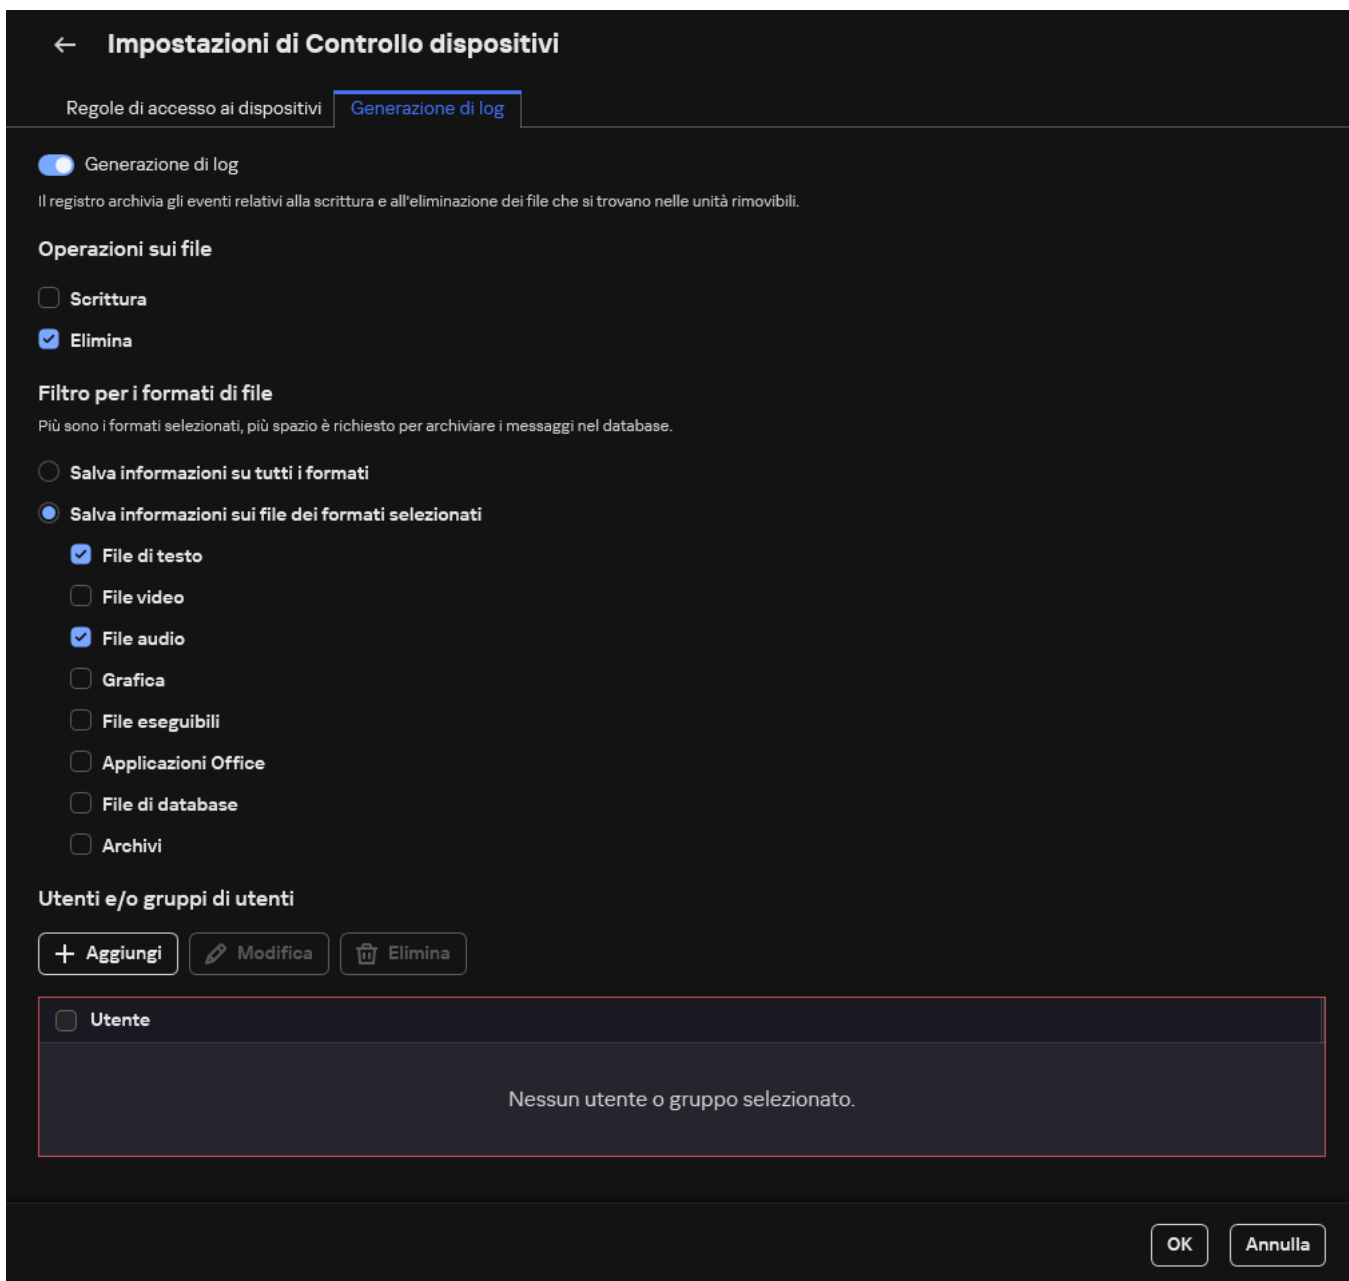 Impostazioni di Controllo dispositivi
Regole di accesso ai dispositivi
Generazione di log
Generazione di log
Il registro archivia gli eventi relativi alla scrittura e all'eliminazione dei file che si trovano nelle unità rimovibili.
Operazioni sui file
Scrittura
Elimina
Filtro per i formati di file
Più sono i formati selezionati, più spazio è richiesto per archiviare i messaggi nel database.
Salva informazioni su tutti i formati
Salva informazioni sui file dei formati selezionati
File di testo
File video
File audio
Grafica
File eseguibili
Applicazioni Office
File di database
Archivi
Utenti e/o gruppi di utenti
Aggiungi
Modifica
Elimina
Utente
Nessun utente o gruppo selezionato.
OK
Annulla